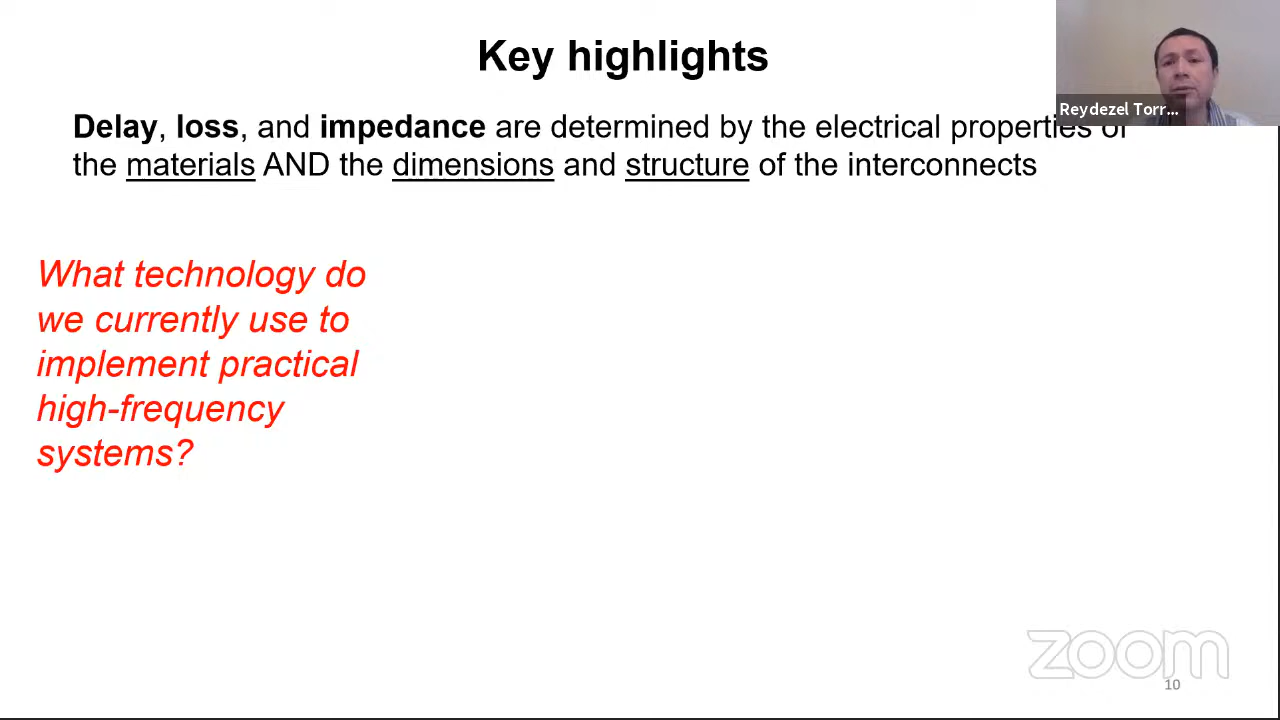 Key highlights
Reydezel Torr...
Delay, loss, and impedance are determined by the electrical properties of
the materials AND the dimensions and structure of the interconnects
What technology do
we currently use to
implement practical
high-frequency
systems?
zoom
10